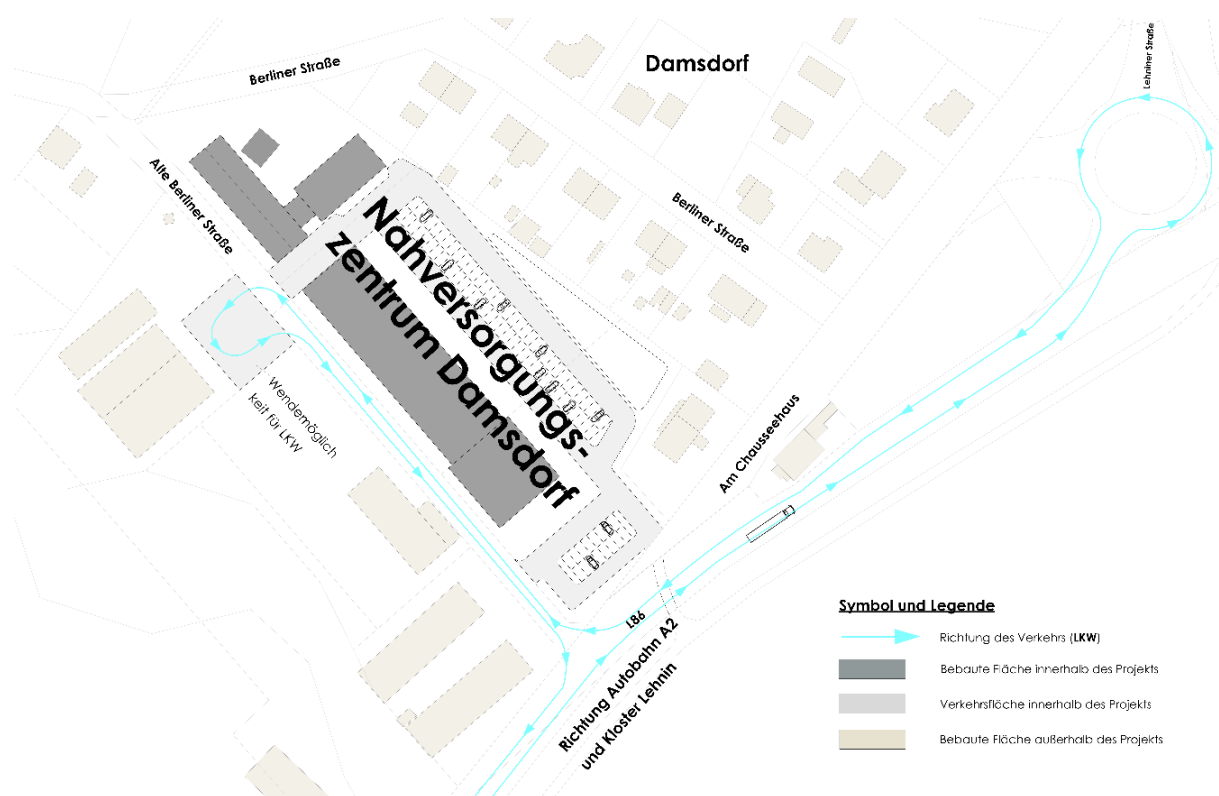 Damsdorf
Berliner Straße
Lehniner Straße
Alte Berliner Straße
Berliner Straße
Nahversorgungs-
zentrum Damsdorf
Wendemöglich
keit für LKW
Am Chausseehaus
L86
Richtung Autobahn A2
und Kloster Lehnin
Symbol und Legende
Richtung des Verkehrs (LKW)
Bebaute Fläche innerhalb des Projekts
Verkehrsfläche innerhalb des Projekts
Bebaute Fläche außerhalb des Projekts